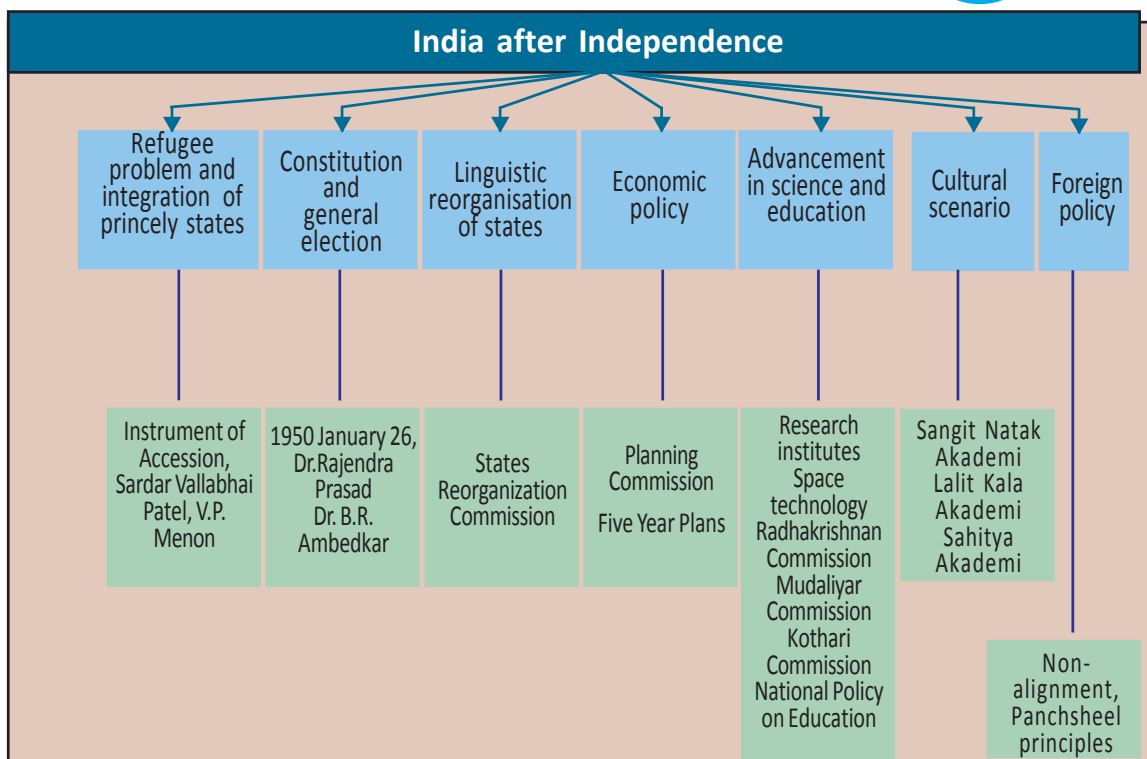 India after Independence
Refugee
problem and
integration of
princely states
Constitution
and
general
election
Linguistic
reorganisation
of states
Economic
policy
Advancement
in science and
education
Cultural
scenario
Foreign
policy
Instrument of
Accession,
Sardar Vallabhai
Patel, V.P.
Menon
1950 January 26,
Dr.Rajendra
Prasad
Dr. B.R.
Ambedkar
States
Reorganization
Commission
Planning
Commission
Five Year Plans
Research
institutes
Space
technology
Radhakrishnan
Commission
Mudaliyar
Commission
Kothari
Commission
National Policy
on Education
Sangit Natak
Akademi
Lalit Kala
Akademi
Sahitya
Akademi
Non-
alignment,
Panchsheel
principles